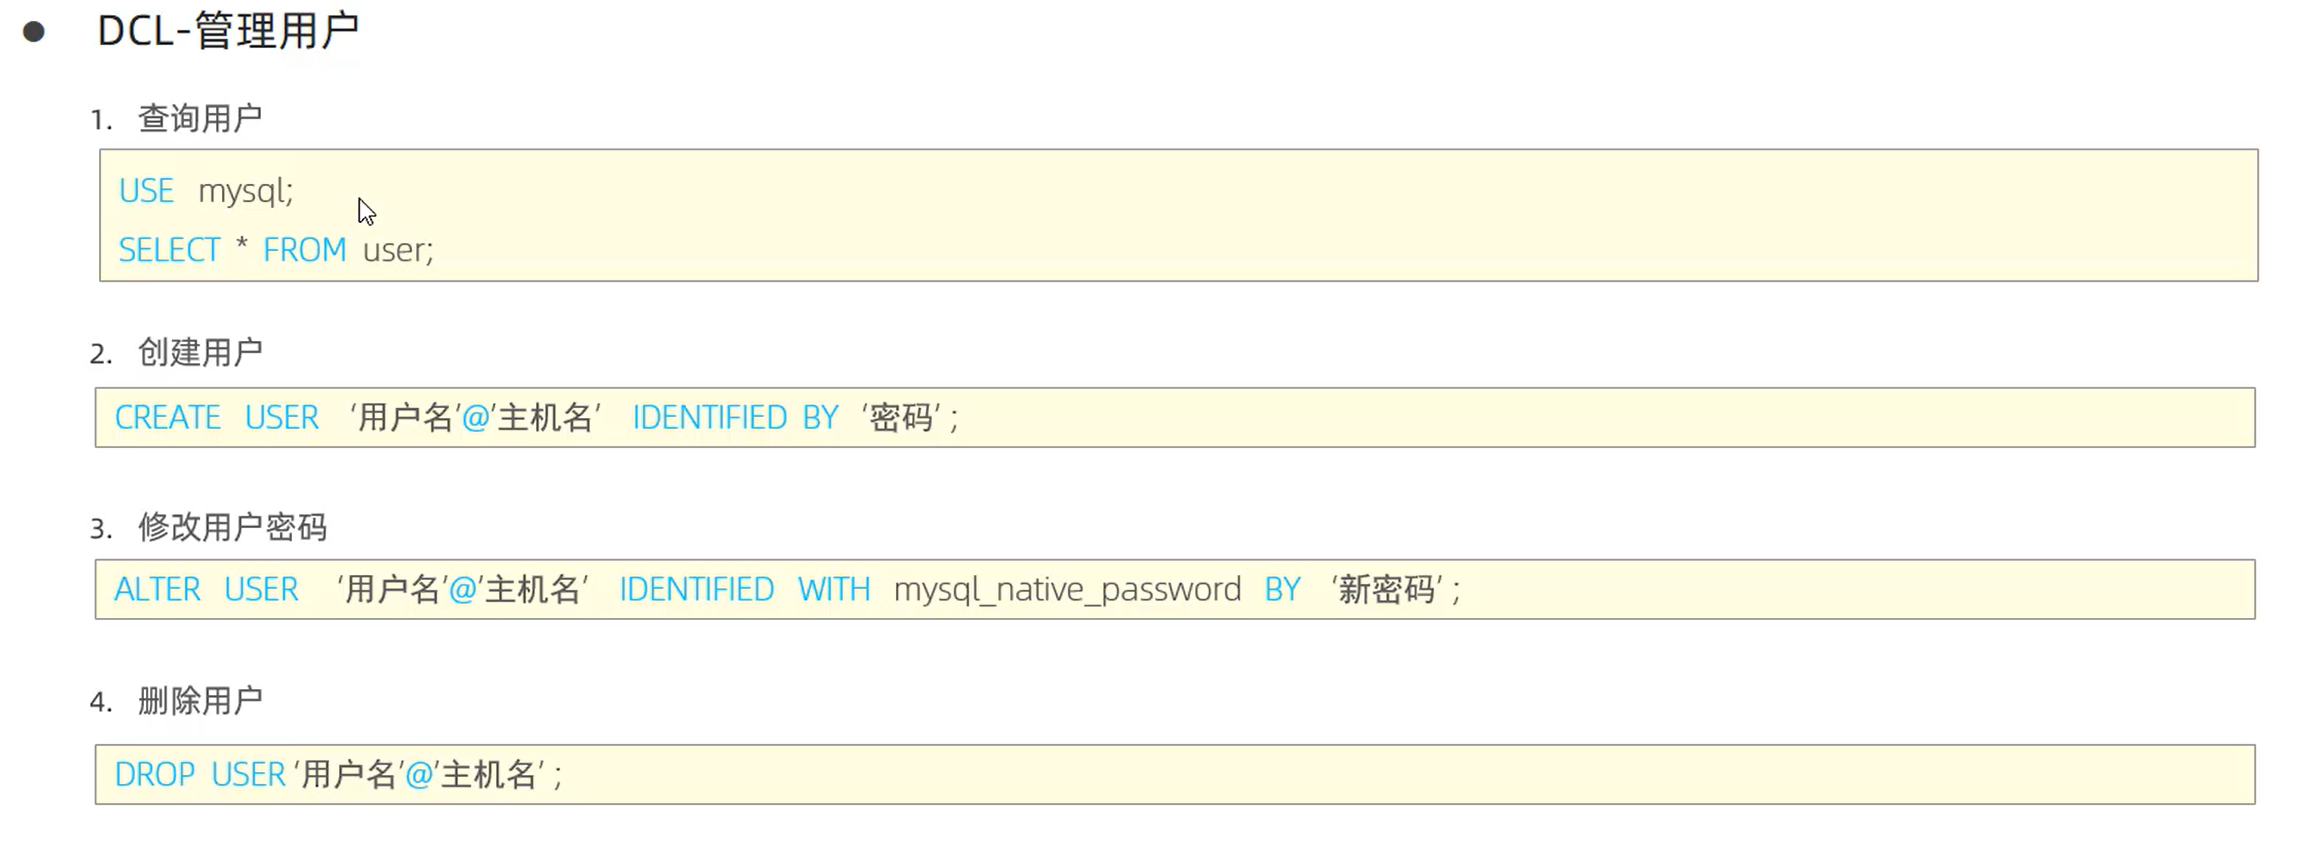 ● DCL-管理用户
1. 查询用户
USE mysql;
SELECT * FROM user;
2. 创建用户
CREATE USER ‘用户名’@’主机名’ IDENTIFIED BY ‘密码’ ;
3. 修改用户密码
ALTER USER ‘用户名’@’主机名’ IDENTIFIED WITH mysql_native_password BY ‘新密码’ ;
4. 删除用户
DROP USER ‘用户名’@’主机名’ ;